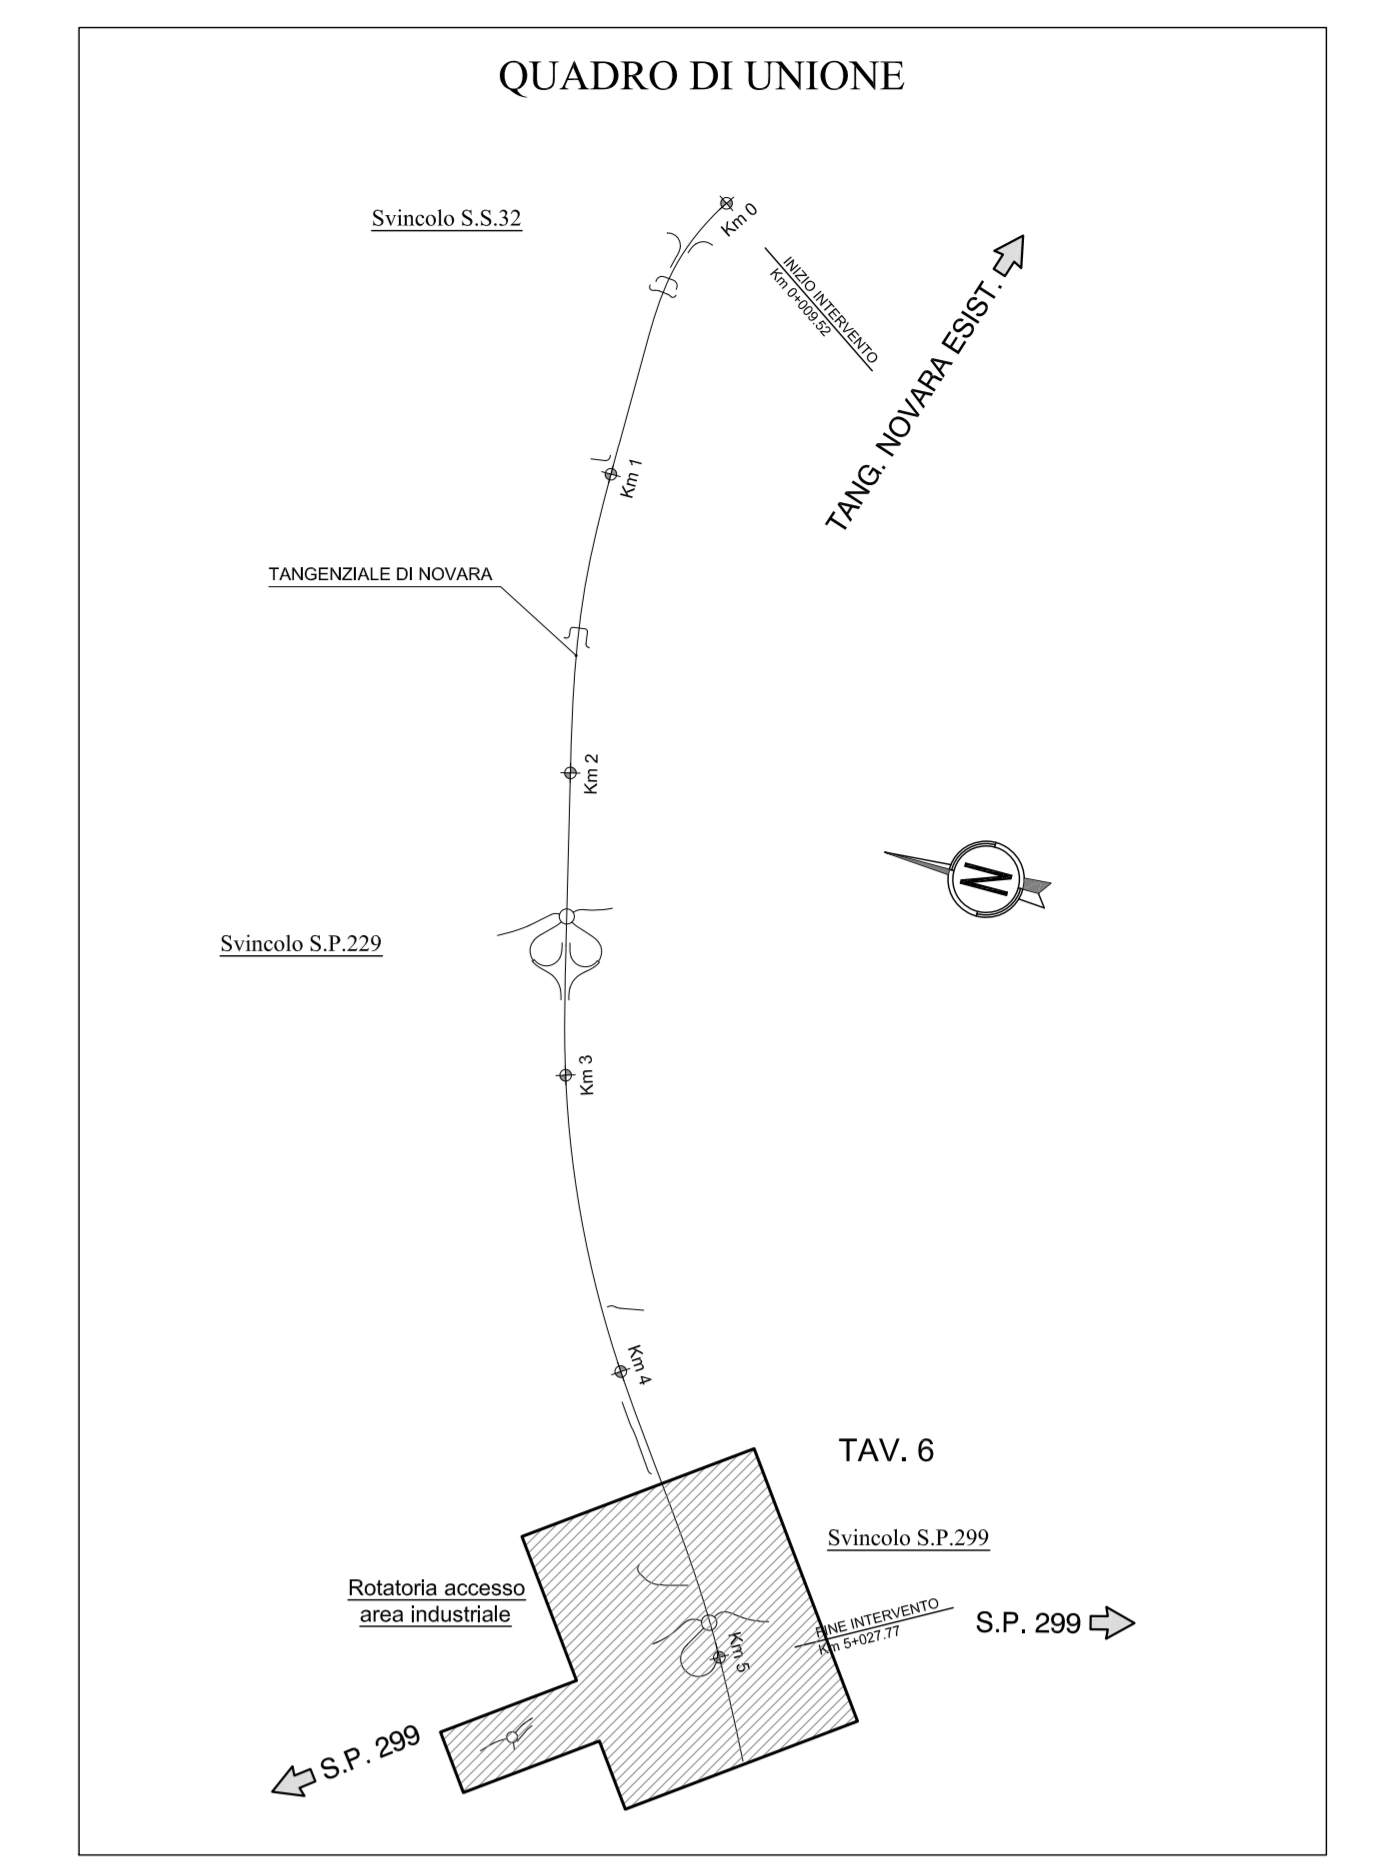 QUADRO DI UNIONE
Svincolo S.S.32
Km 0
INIZIO INTERVENTO
Km 0+009.52
TANG. NOVARA ESIST.
Km 1
TANGENZIALE DI NOVARA
Km 2
N
Svincolo S.P.229
Km 3
Km 4
TAV. 6
Svincolo S.P.299
Rotatoria accesso
area industriale
FINE INTERVENTO
Km 5+027.77
S.P. 299
Km 5
S.P. 299